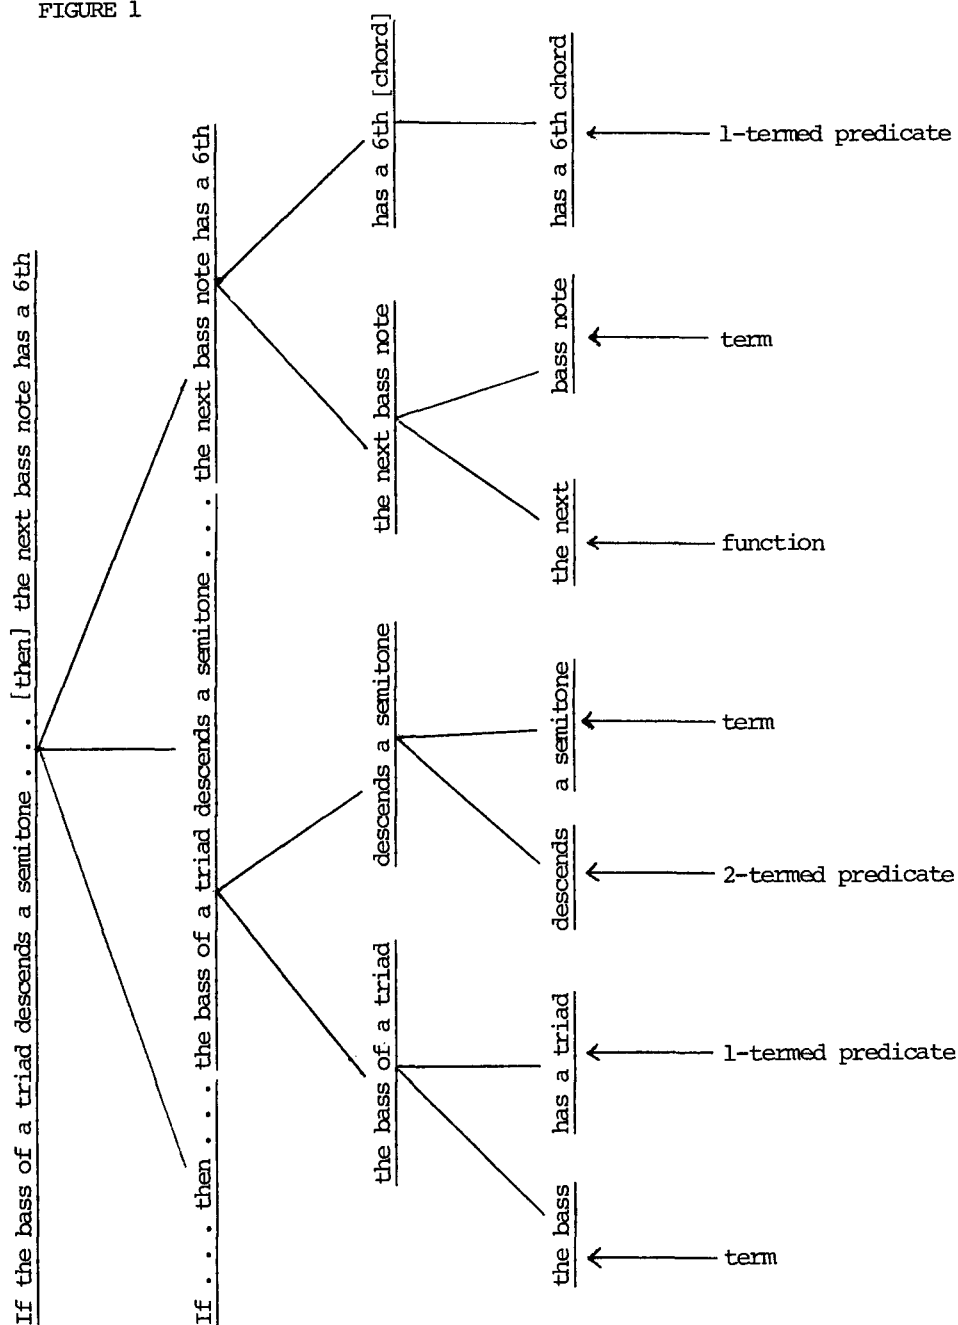 FIGURE 1
If the bass of a triad descends a semitone . . . [then] the next bass note has a 6th
If . . . . then . . . . the bass of a triad descends a semitone . . . . the next bass note has a 6th
the bass of a triad
descends a semitone
the next bass note
has a 6th [chord]
the bass
has a triad
descends
a semitone
the next
bass note
has a 6th chord
term
1-termed predicate
2-termed predicate
term
function
term
1-termed predicate